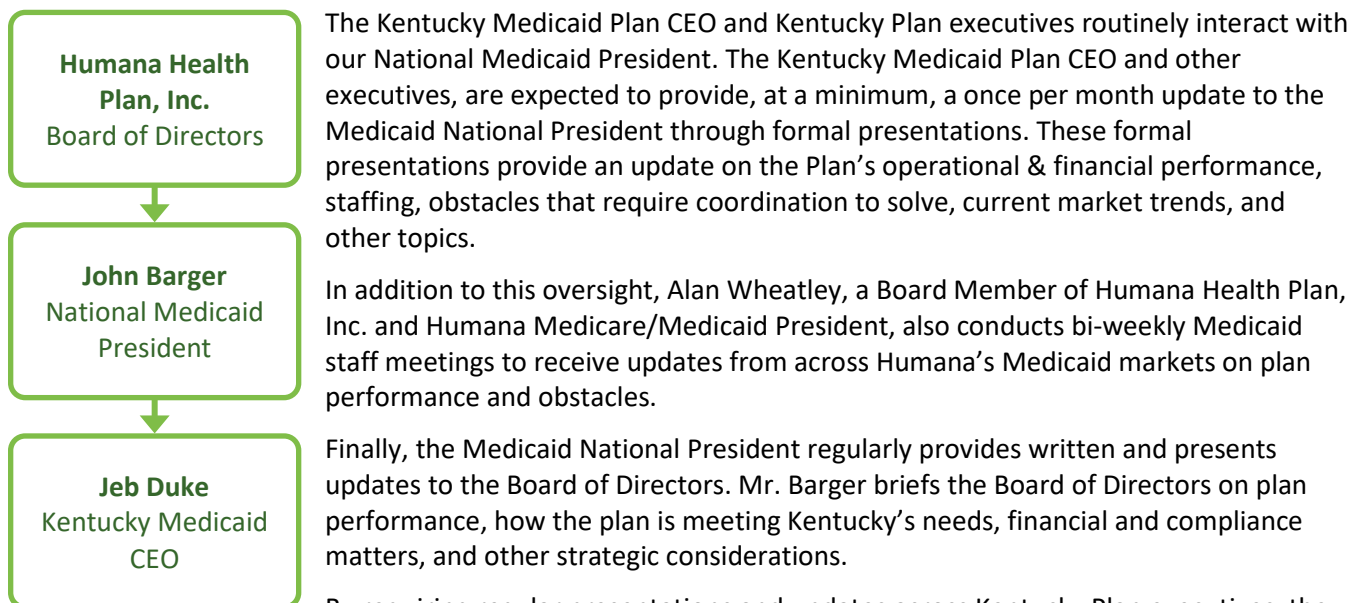 Humana Health
Plan, Inc.
Board of Directors
John Barger
National Medicaid
President
Jeb Duke
Kentucky Medicaid
CEO
The Kentucky Medicaid Plan CEO and Kentucky Plan executives routinely interact with
our National Medicaid President. The Kentucky Medicaid Plan CEO and other
executives, are expected to provide, at a minimum, a once per month update to the
Medicaid National President through formal presentations. These formal
presentations provide an update on the Plan’s operational & financial performance,
staffing, obstacles that require coordination to solve, current market trends, and
other topics.
In addition to this oversight, Alan Wheatley, a Board Member of Humana Health Plan,
Inc. and Humana Medicare/Medicaid President, also conducts bi-weekly Medicaid
staff meetings to receive updates from across Humana’s Medicaid markets on plan
performance and obstacles.
Finally, the Medicaid National President regularly provides written and presents
updates to the Board of Directors. Mr. Barger briefs the Board of Directors on plan
performance, how the plan is meeting Kentucky’s needs, financial and compliance
matters, and other strategic considerations.